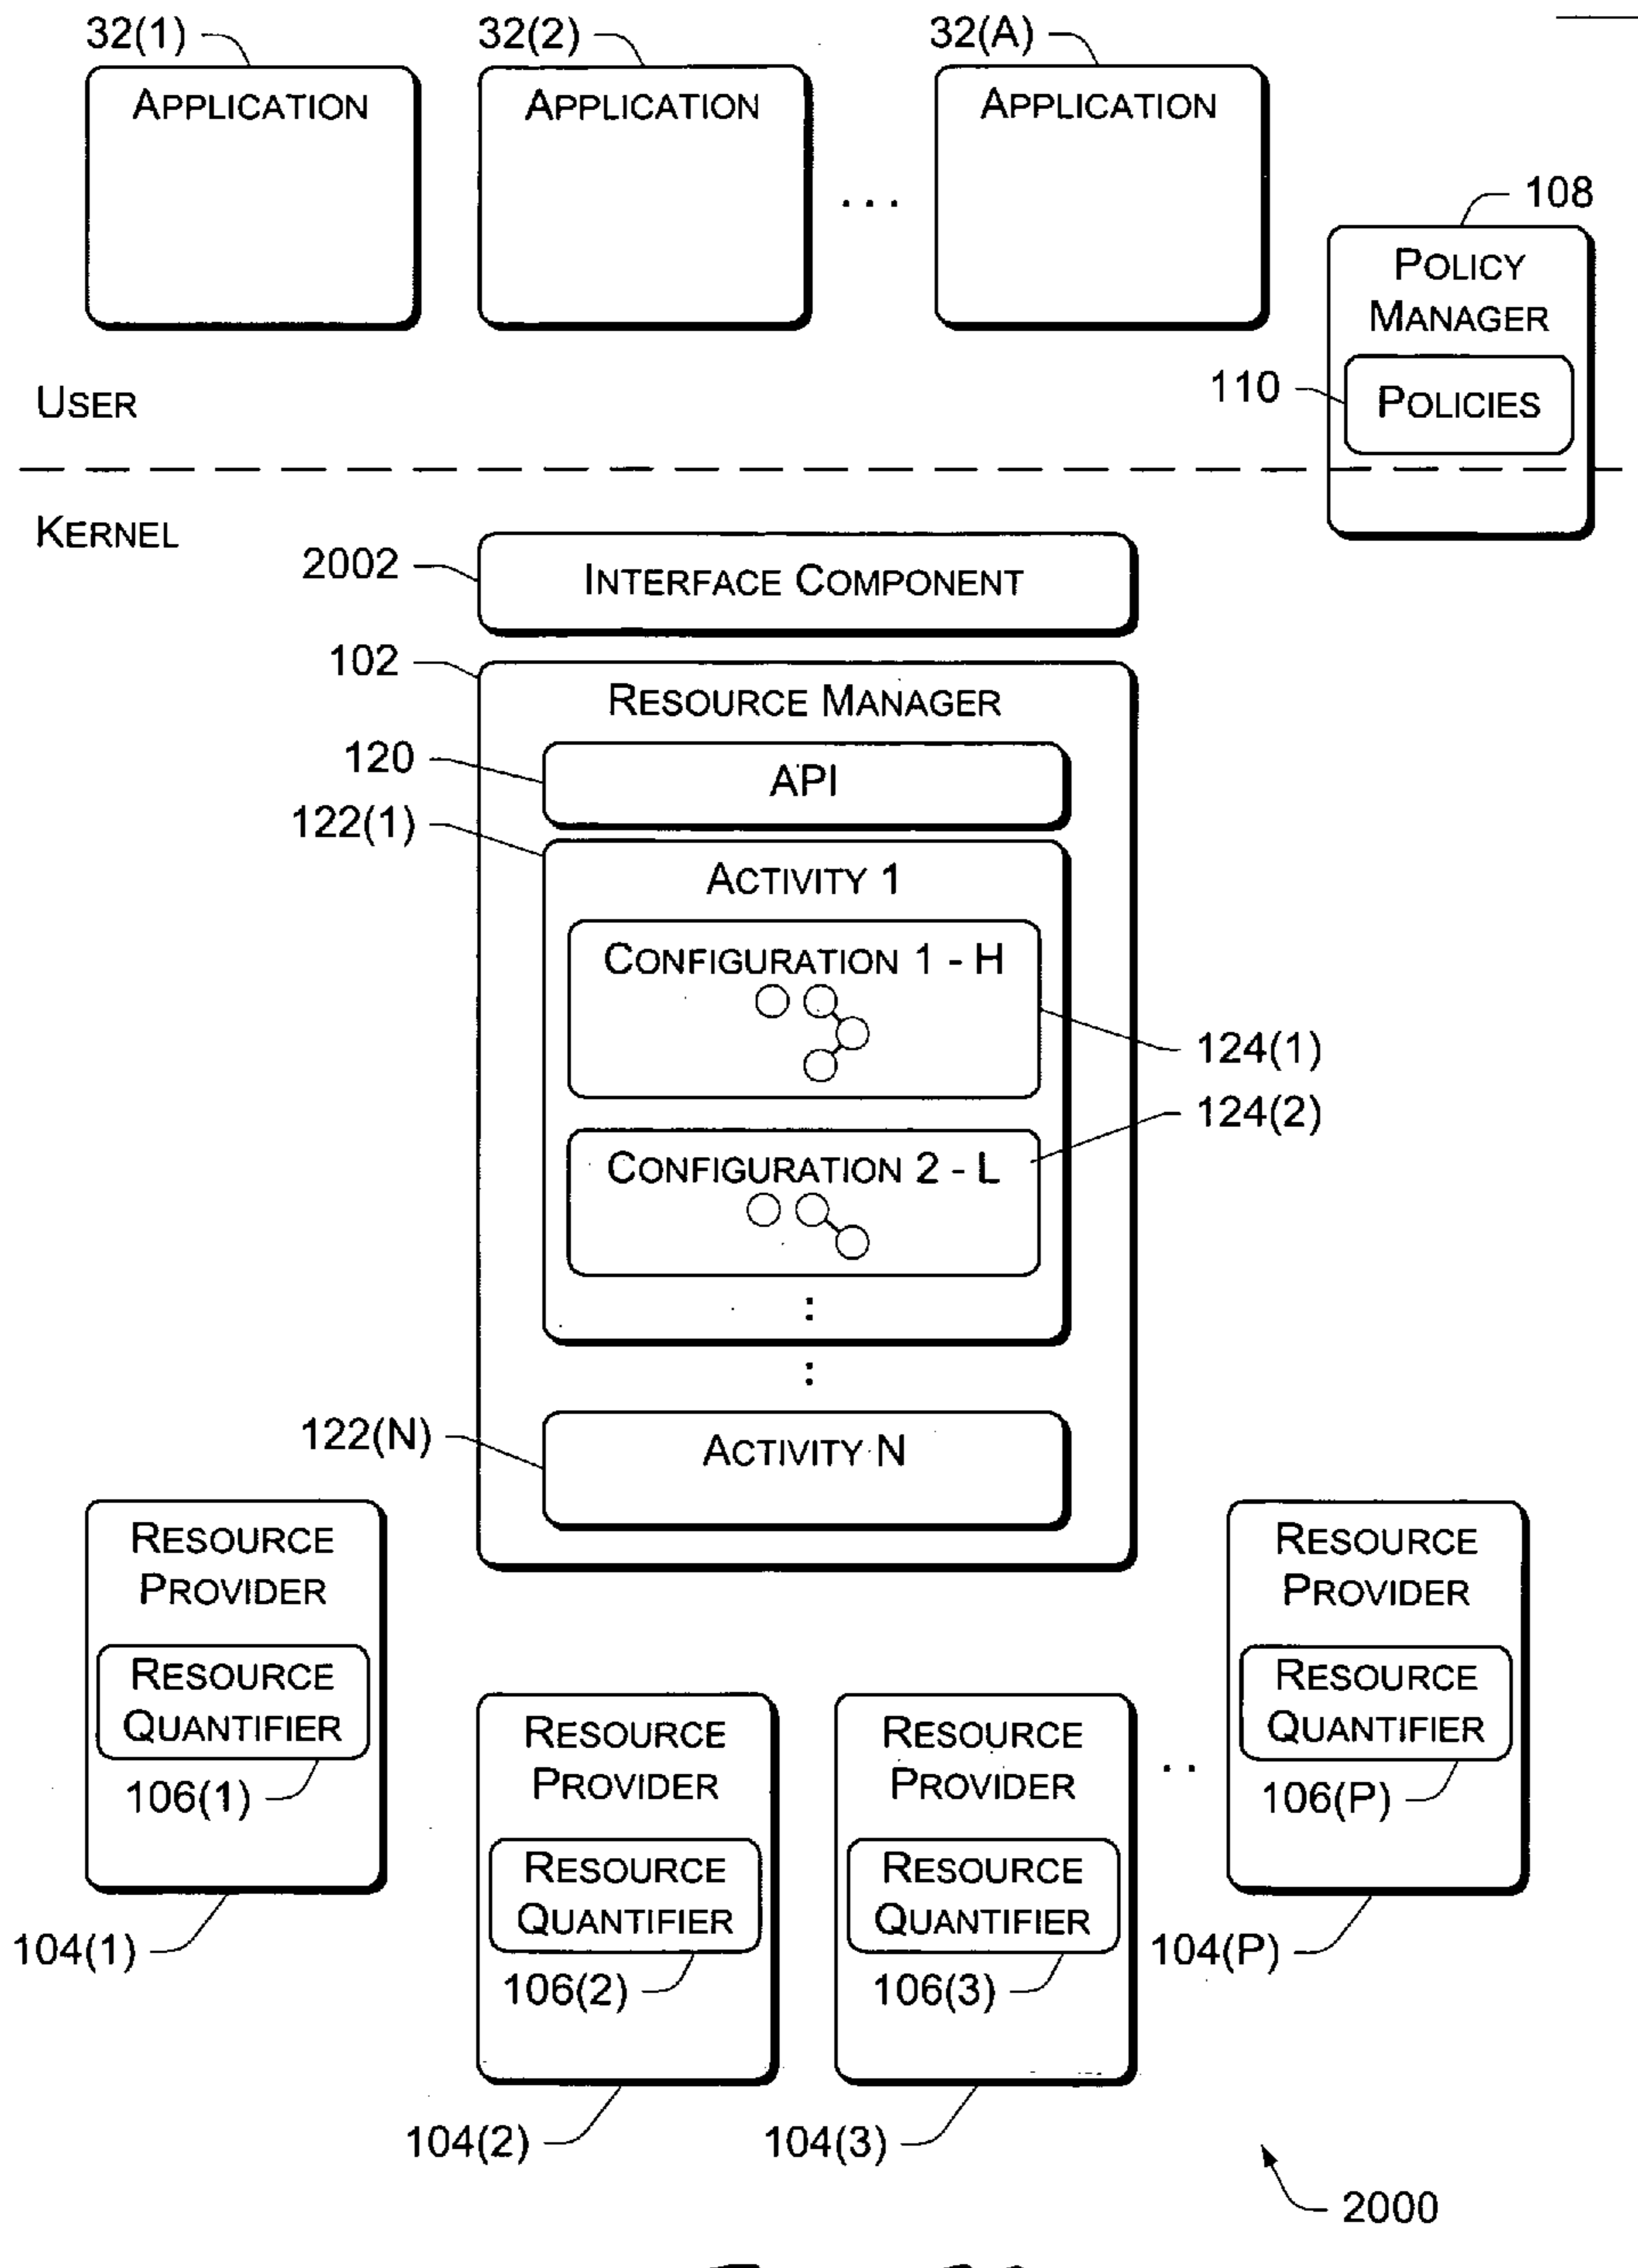 32(1)
32(2)
32(A)
APPLICATION
APPLICATION
APPLICATION
...
108
POLICY
MANAGER
110
POLICIES
USER
KERNEL
2002
INTERFACE COMPONENT
102
RESOURCE MANAGER
120
API
122(1)
ACTIVITY 1
CONFIGURATION 1 - H
124(1)
124(2)
CONFIGURATION 2 - L
122(N)
ACTIVITY N
RESOURCE
PROVIDER
RESOURCE
QUANTIFIER
106(1)
104(1)
RESOURCE
PROVIDER
RESOURCE
QUANTIFIER
106(2)
104(2)
RESOURCE
PROVIDER
RESOURCE
QUANTIFIER
106(3)
104(3)
..
RESOURCE
PROVIDER
RESOURCE
QUANTIFIER
106(P)
104(P)
2000